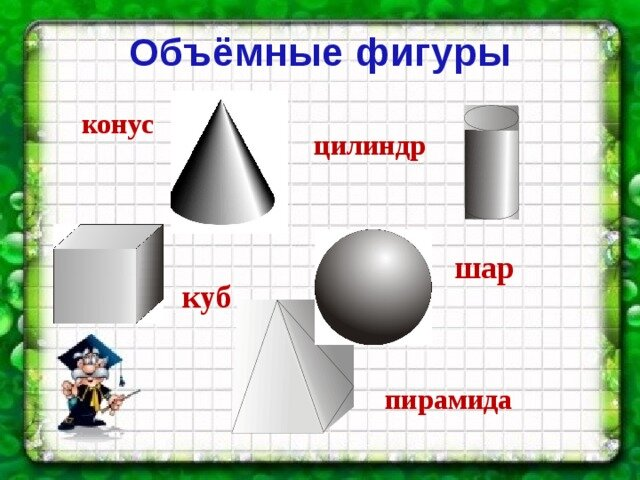 Объёмные фигуры
конус
цилиндр
шар
куб
пирамида